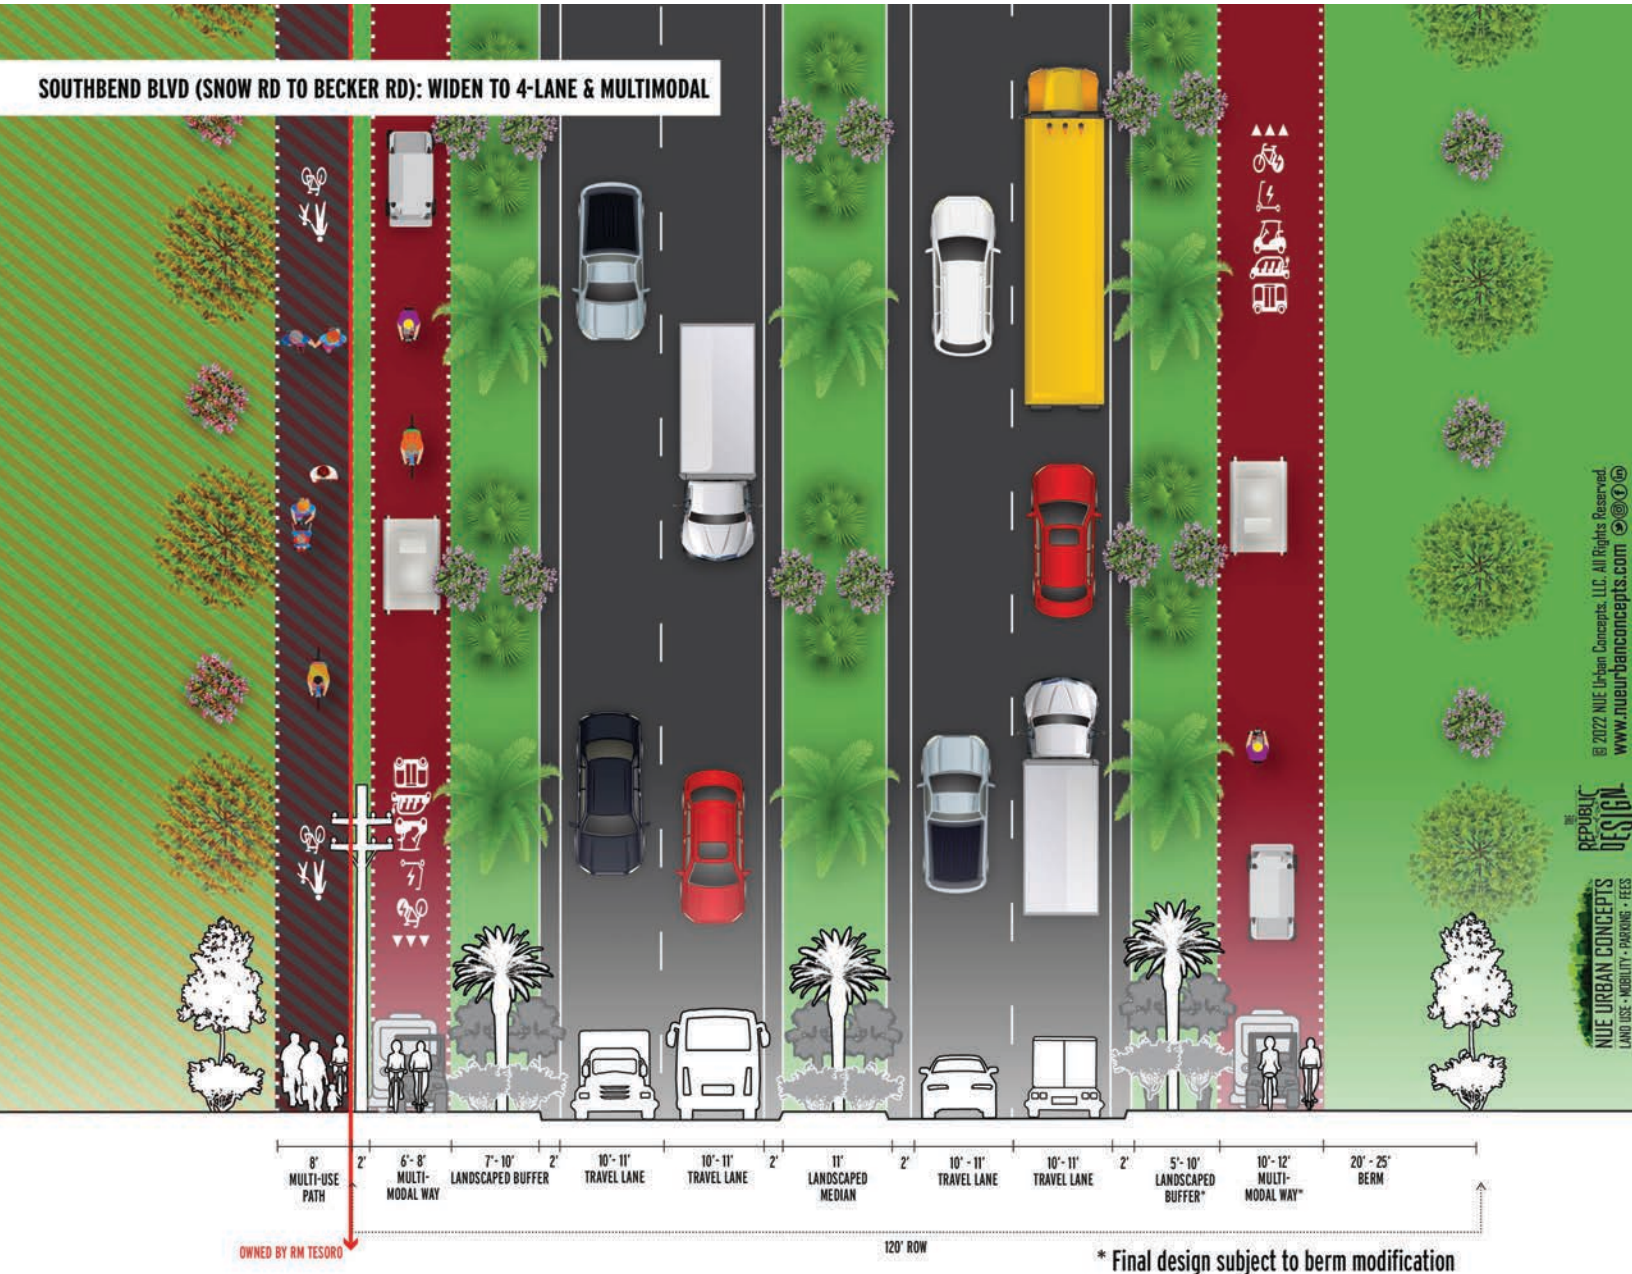 SOUTHBEND BLVD (SNOW RD TO BECKER RD): WIDEN TO 4-LANE & MULTIMODAL
8'
MULTI-USE
PATH
2'
6'- 8'
MULTI-
MODAL WAY
7'- 10'
LANDSCAPED BUFFER
2'
10'- 11'
TRAVEL LANE
10'- 11'
TRAVEL LANE
2'
11'
LANDSCAPED
MEDIAN
2'
10' - 11'
TRAVEL LANE
10'- 11'
TRAVEL LANE
2'
5'- 10'
LANDSCAPED
BUFFER*
10'- 12'
MULTI-
MODAL WAY*
20' - 25'
BERM
OWNED BY RM TESORO
120' ROW
* Final design subject to berm modification
© 2022 NUE Urban Concepts, LLC. All Rights Reserved.
www.nueurbanconcepts.com
THE
REPUBLIC
DESIGN
NUE URBAN CONCEPTS
LAND USE • MOBILITY • PARKING • FEES